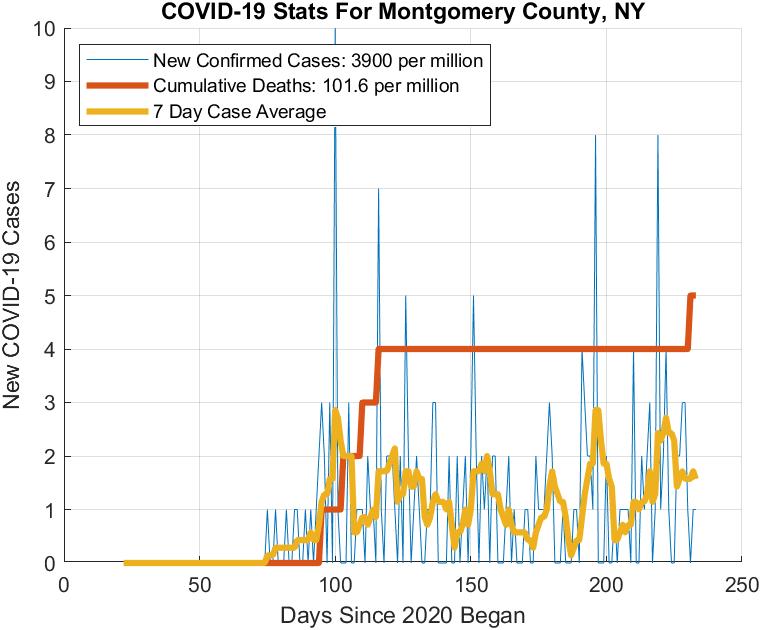 COVID-19 Stats For Montgomery County, NY
New Confirmed Cases: 3900 per million
Cumulative Deaths: 101.6 per million
7 Day Case Average
New COVID-19 Cases
10
9
8
7
6
5
4
3
2
1
0
0 50 100 150 200 250
Days Since 2020 Began